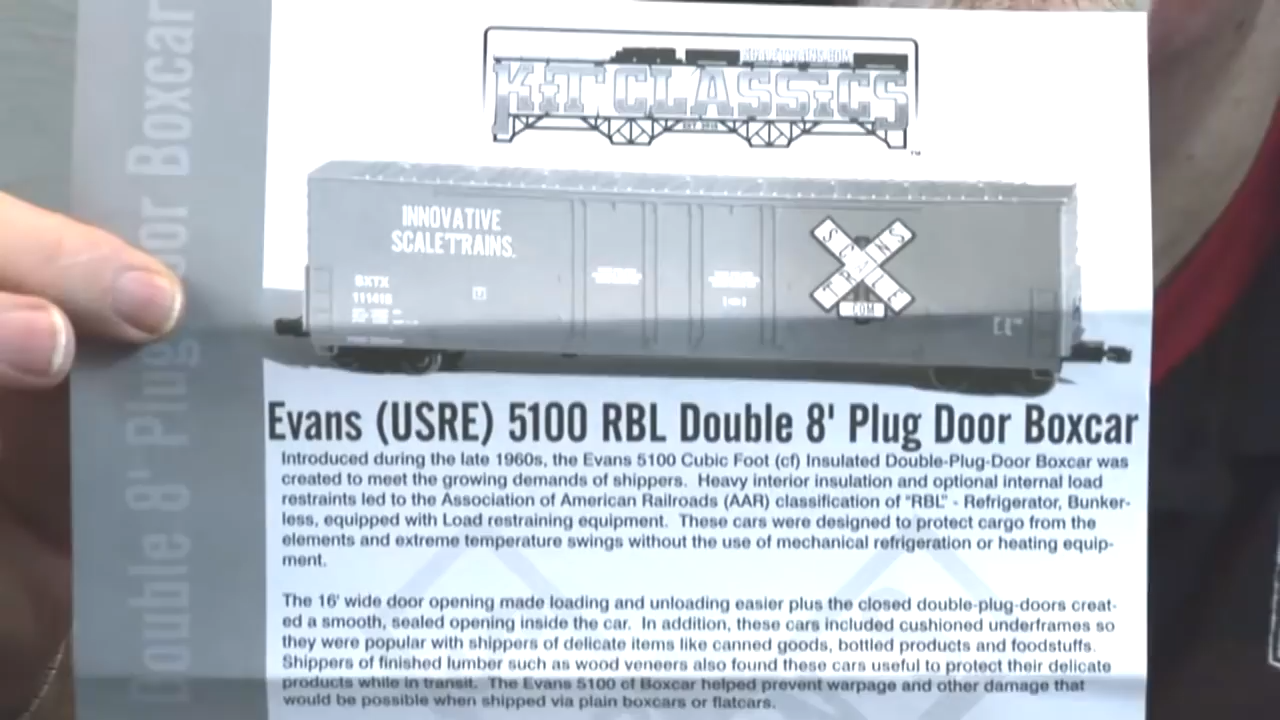 Double 8' Plug Door Boxcar
KIT CLASSICS
™
INNOVATIVE
SCALETRAINS.
SXTX
111418
SCALE
TRAINS
COM
Evans (USRE) 5100 RBL Double 8' Plug Door Boxcar
Introduced during the late 1960s, the Evans 5100 Cubic Foot (cf) Insulated Double-Plug-Door Boxcar was
created to meet the growing demands of shippers. Heavy interior insulation and optional internal load
restraints led to the Association of American Railroads (AAR) classification of "RBL" - Refrigerator, Bunker-
less, equipped with Load restraining equipment. These cars were designed to protect cargo from the
elements and extreme temperature swings without the use of mechanical refrigeration or heating equip-
ment.
The 16' wide door opening made loading and unloading easier plus the closed double-plug-doors creat-
ed a smooth, sealed opening inside the car. In addition, these cars included cushioned underframes so
they were popular with shippers of delicate items like canned goods, bottled products and foodstuffs.
Shippers of finished lumber such as wood veneers also found these cars useful to protect their delicate
products while in transit. The Evans 5100 cf Boxcar helped prevent warpage and other damage that
would be possible when shipped via plain boxcars or flatcars.